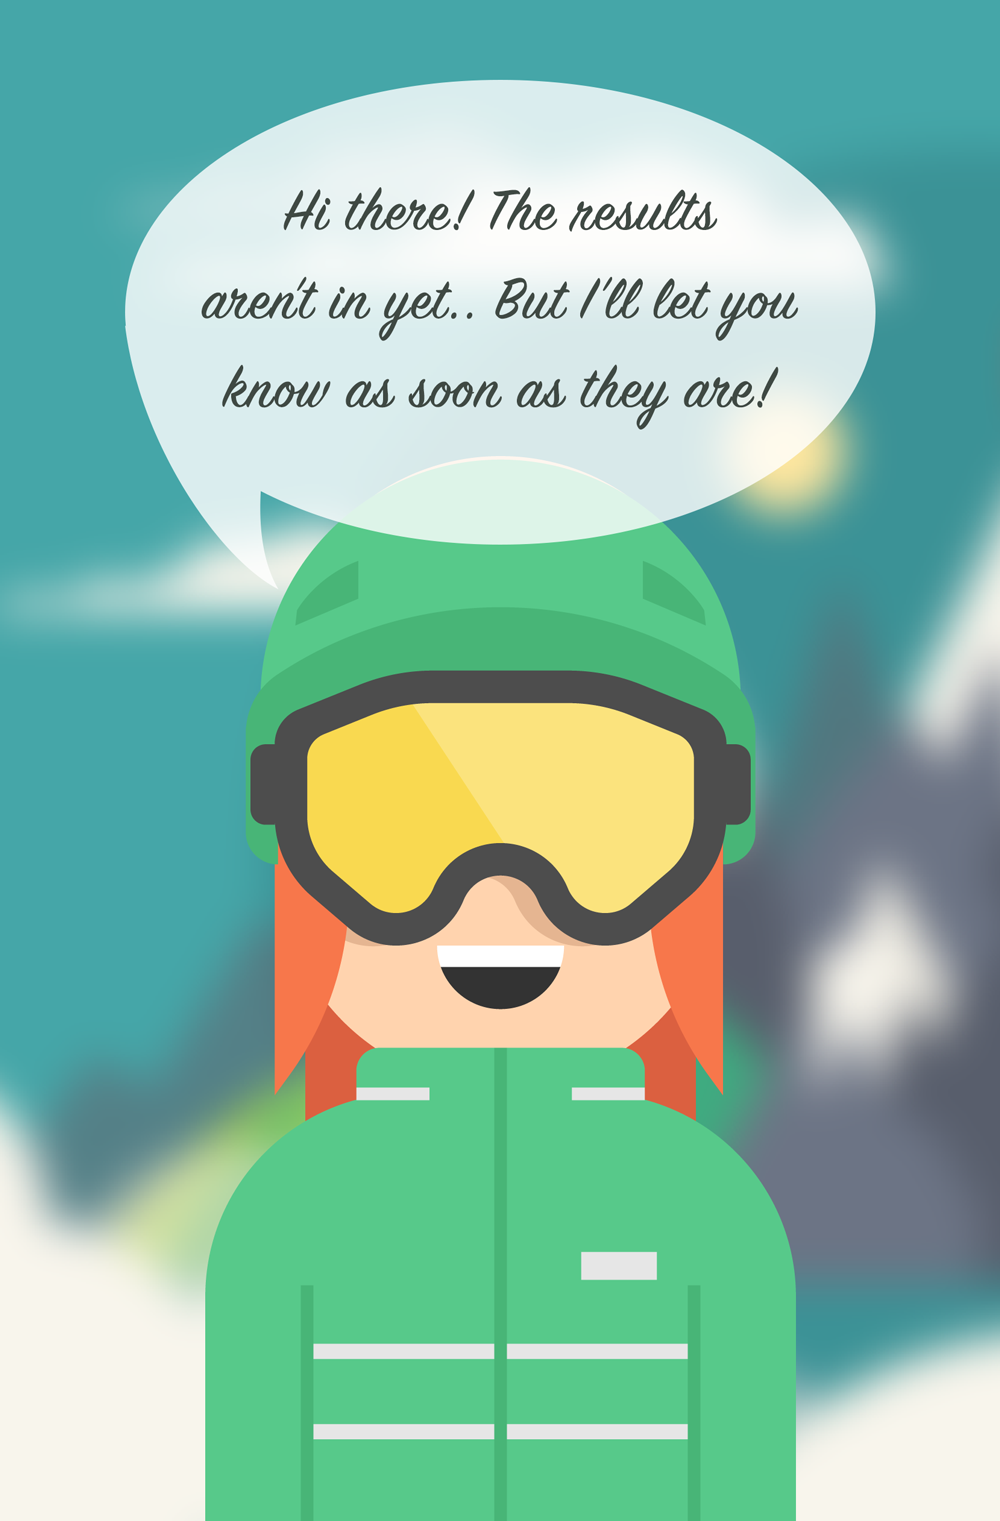 Hi there! The results
aren't in yet.. But I'll let you
know as soon as they are!